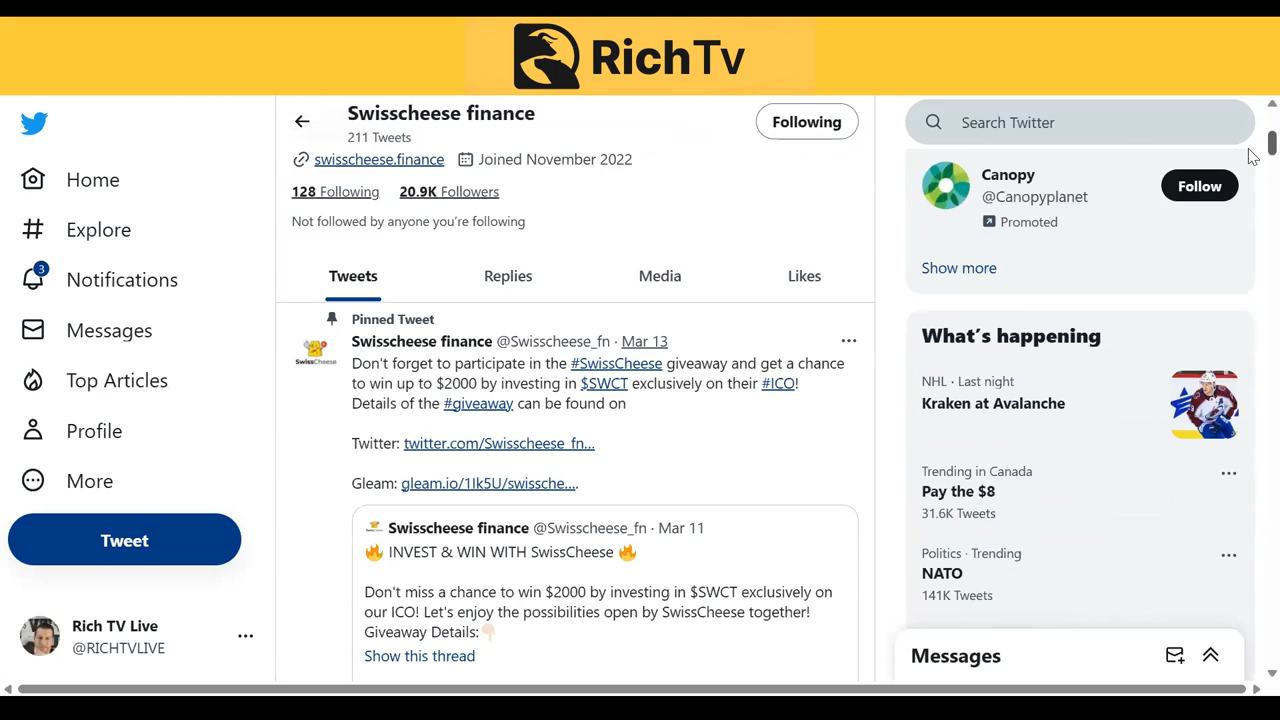 RichTv
Swisscheese finance
211 Tweets
Following
swisscheese.finance
Joined November 2022
128 Following
20.9K Followers
Not followed by anyone you're following
Tweets
Replies
Media
Likes
Pinned Tweet
Swisscheese finance @Swisscheese_fn · Mar 13
Don't forget to participate in the #SwissCheese giveaway and get a chance
to win up to $2000 by investing in $SWCT exclusively on their #ICO!
Details of the #giveaway can be found on
Twitter: twitter.com/Swisscheese_fn...
Gleam: gleam.io/1Ik5U/swissche....
SWISSCHEESE
Swisscheese finance @Swisscheese_fn · Mar 11
🔥 INVEST & WIN WITH SwissCheese 🔥
Don't miss a chance to win $2000 by investing in $SWCT exclusively on
our ICO! Let's enjoy the possibilities open by SwissCheese together!
Giveaway Details:👇🏻
Show this thread
Home
Explore
3
Notifications
Messages
Top Articles
Profile
More
Tweet
Rich TV Live
@RICHTVLIVE
Search Twitter
Canopy
@Canopyplanet
Promoted
Follow
Show more
What's happening
NHL · Last night
Kraken at Avalanche
Trending in Canada
Pay the $8
31.6K Tweets
Politics · Trending
NATO
141K Tweets
Messages